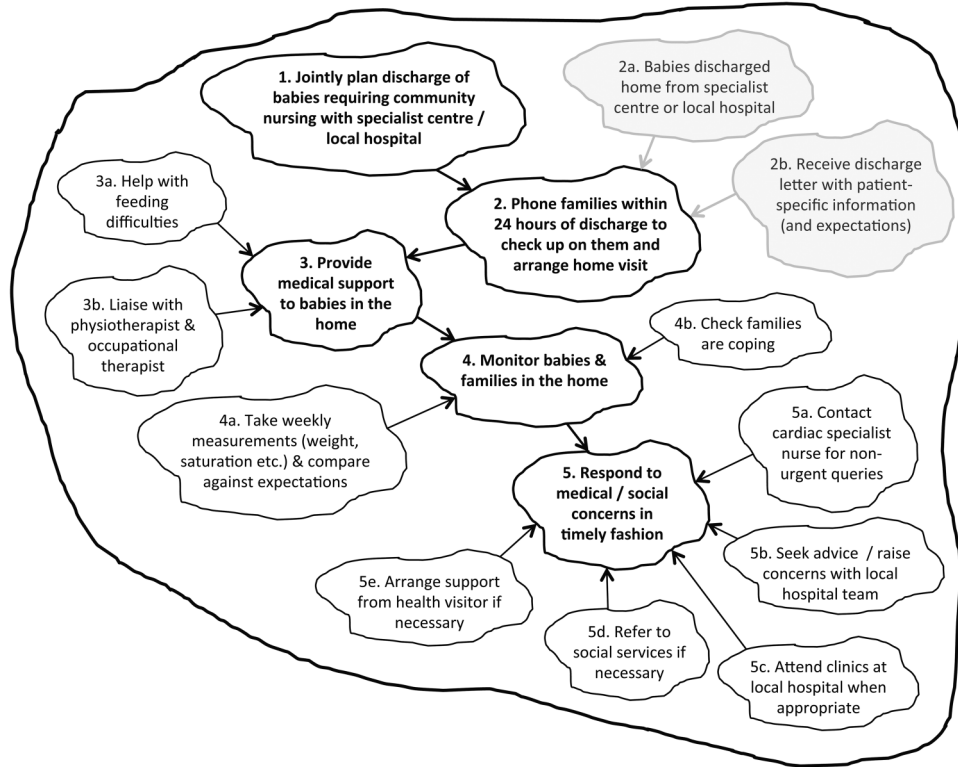 1. Jointly plan discharge of
babies requiring community
nursing with specialist centre /
local hospital
2a. Babies discharged
home from specialist
centre or local hospital
2b. Receive discharge
letter with patient-
specific information
(and expectations)
3a. Help with
feeding
difficulties
2. Phone families within
24 hours of discharge to
check up on them and
arrange home visit
3. Provide
medical support
to babies in the
home
3b. Liaise with
physiotherapist &
occupational
therapist
4b. Check families
are coping
4. Monitor babies &
families in the home
4a. Take weekly
measurements (weight,
saturation etc.) & compare
against expectations
5a. Contact
cardiac specialist
nurse for non-
urgent queries
5. Respond to
medical / social
concerns in
timely fashion
5b. Seek advice / raise
concerns with local
hospital team
5e. Arrange support
from health visitor if
necessary
5d. Refer to
social services if
necessary
5c. Attend clinics at
local hospital when
appropriate